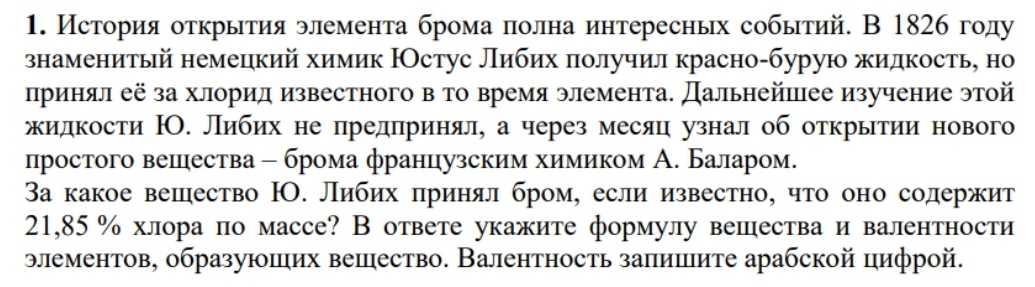 1. История открытия элемента брома полна интересных событий. В 1826 году
знаменитый немецкий химик Юстус Либих получил красно-бурую жидкость, но
принял её за хлорид известного в то время элемента. Дальнейшее изучение этой
жидкости Ю. Либих не предпринял, а через месяц узнал об открытии нового
простого вещества – брома французским химиком А. Баларом.
За какое вещество Ю. Либих принял бром, если известно, что оно содержит
21,85 % хлора по массе? В ответе укажите формулу вещества и валентности
элементов, образующих вещество. Валентность запишите арабской цифрой.